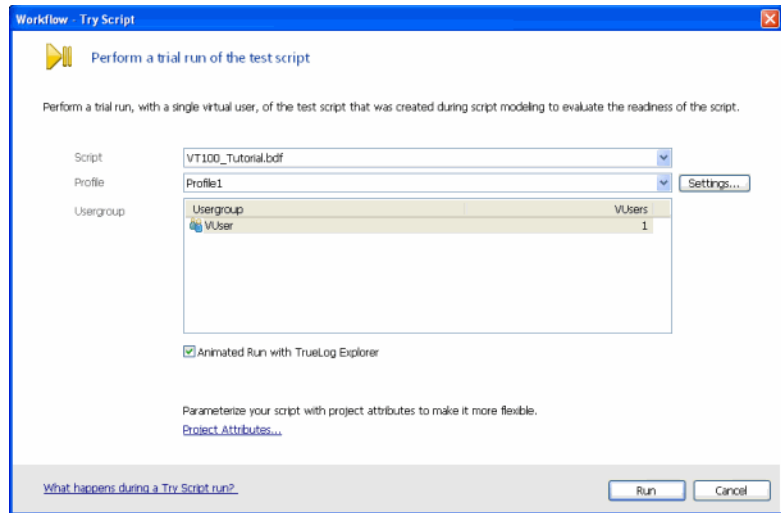 Workflow - Try Script
Perform a trial run of the test script
Perform a trial run, with a single virtual user, of the test script that was created during script modeling to evaluate the readiness of the script.
Script VT100_Tutorial.bdf
Profile Profile1 Settings...
Usergroup Usergroup VUsers
VUser 1
Animated Run with TrueLog Explorer
Parameterize your script with project attributes to make it more flexible.
Project Attributes...
What happens during a Try Script run? Run Cancel